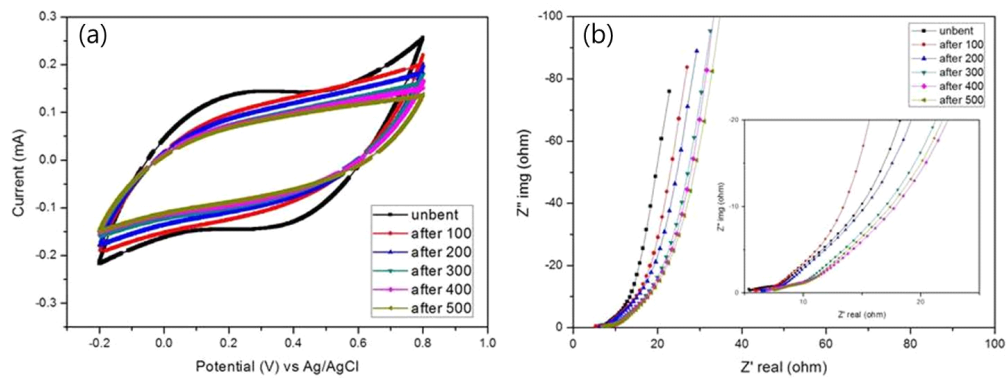 (a)
0.3
0.2
0.1
0.0
-0.1
-0.2
-0.3
Current (mA)
unbent
after 100
after 200
after 300
after 400
after 500
-0.2 0.0 0.2 0.4 0.6 0.8 1.0
Potential (V) vs Ag/AgCl
(b)
-100
-80
-60
-40
-20
0
Z" img (ohm)
unbent
after 100
after 200
after 300
after 400
after 500
-20
-10
0
Z" img (ohm)
10 20
Z' real (ohm)
0 20 40 60 80 100
Z' real (ohm)